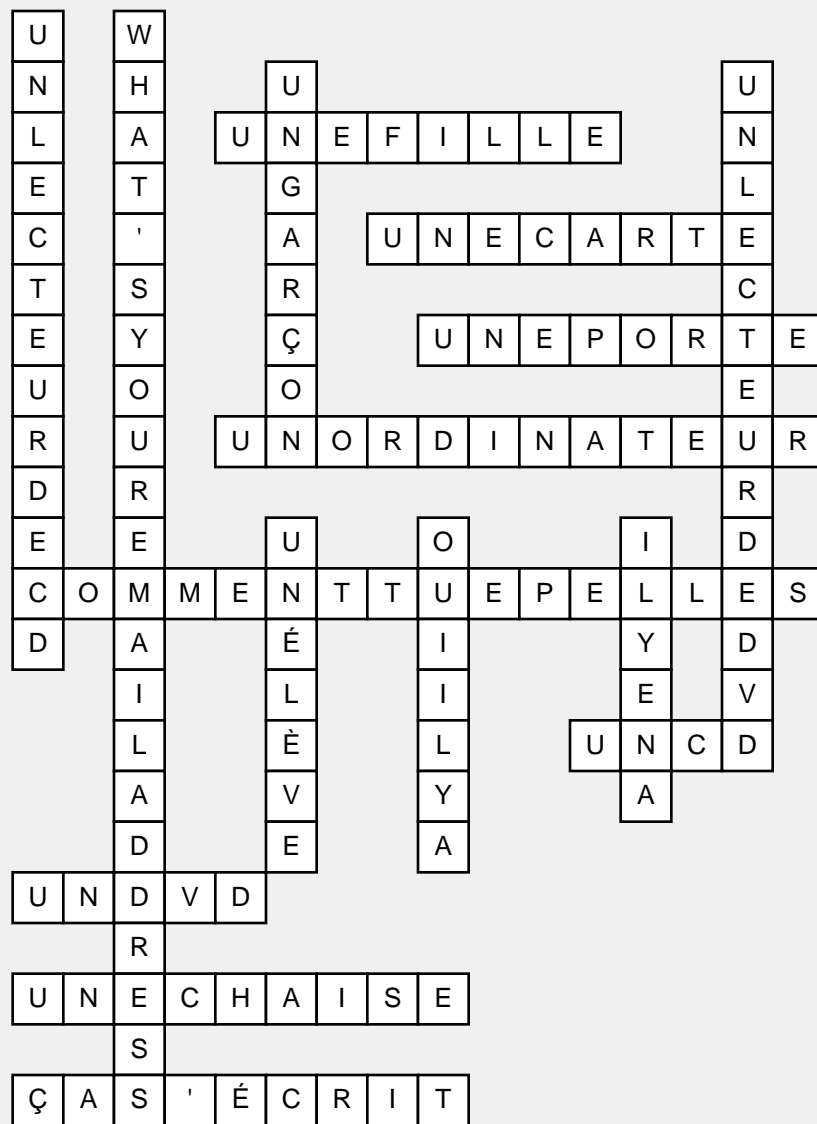 UNLECTEURDECD
WHAT'SYOUREMAILADDRESS
UNGARÇON
UNLECTEURDEDVD
UNEFILLE
UNECARTE
UNEPORTE
UNORDINATEUR
UNÉLÈVE
OUIILYA
ILYENA
COMMENTTUEPELLES
UNCD
UNDVD
UNECHAISE
ÇAS'ÉCRIT